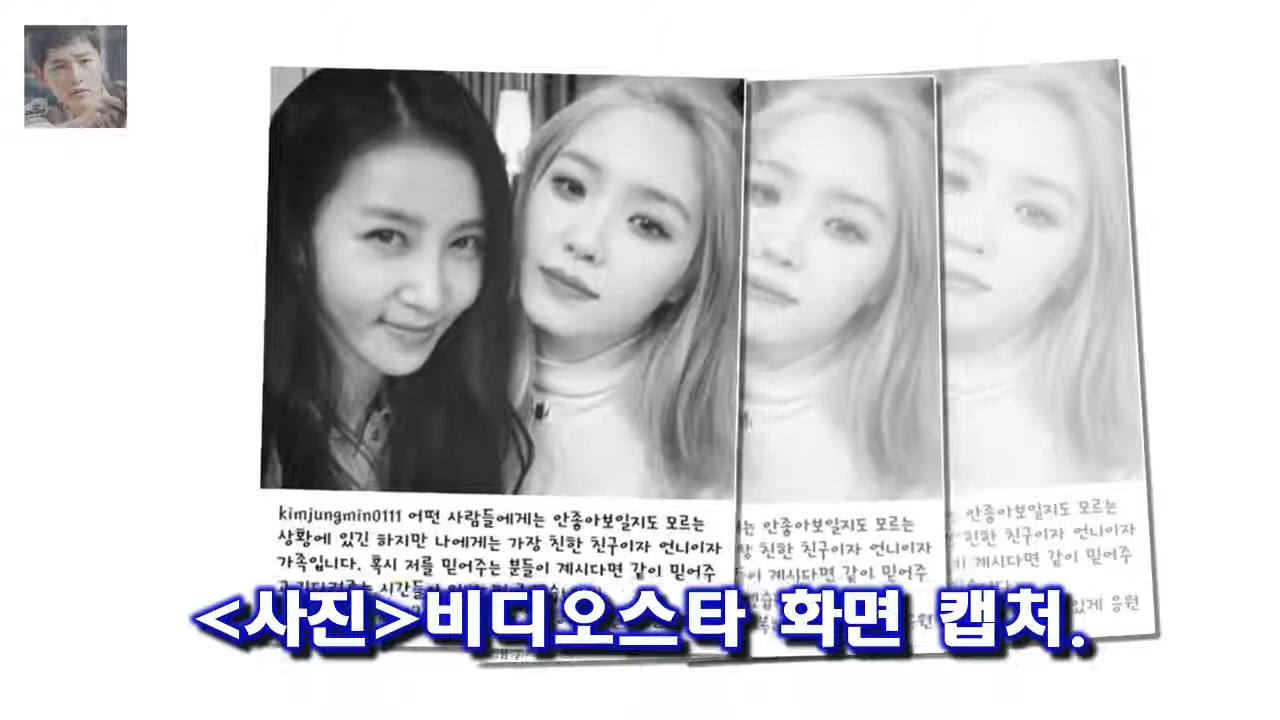 kimjungmin0111 어떤 사람들에게는 안좋아보일지도 모르는
상황에 있긴 하지만 나에게는 가장 친한 친구이자 언니이자
가족입니다. 혹시 저를 믿어주는 분들이 계시다면 같이 믿어주
시간들
는 안좋아보일지도 모르는
친한 친구이자 언니이자
계시다면 같이 믿어주
안좋아보일지도 모르는
친한 친구이자 언니이자
계시다면 같이 믿어주
있게 응원
<사진>비디오스타 화면 캡처.